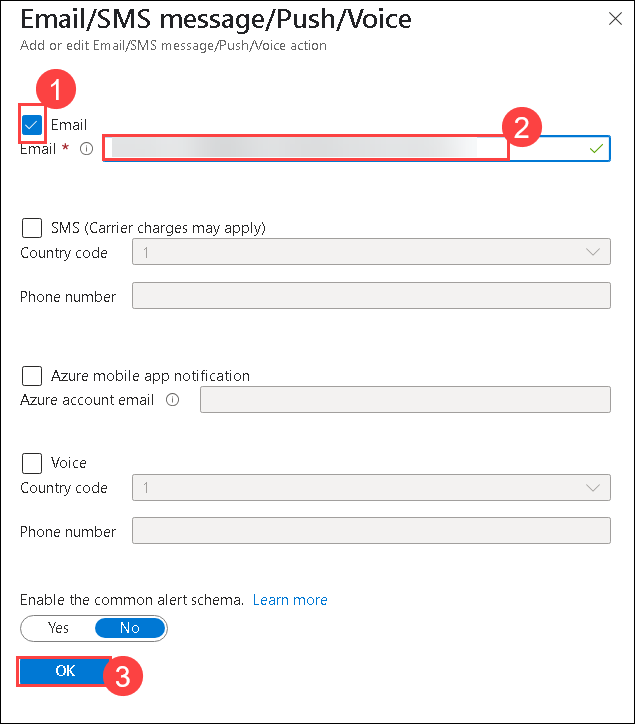 Email/SMS message/Push/Voice
Add or edit Email/SMS message/Push/Voice action
1
Email
2
Email *
SMS (Carrier charges may apply)
Country code 1
Phone number
Azure mobile app notification
Azure account email
Voice
Country code 1
Phone number
Enable the common alert schema. Learn more
Yes No
OK 3